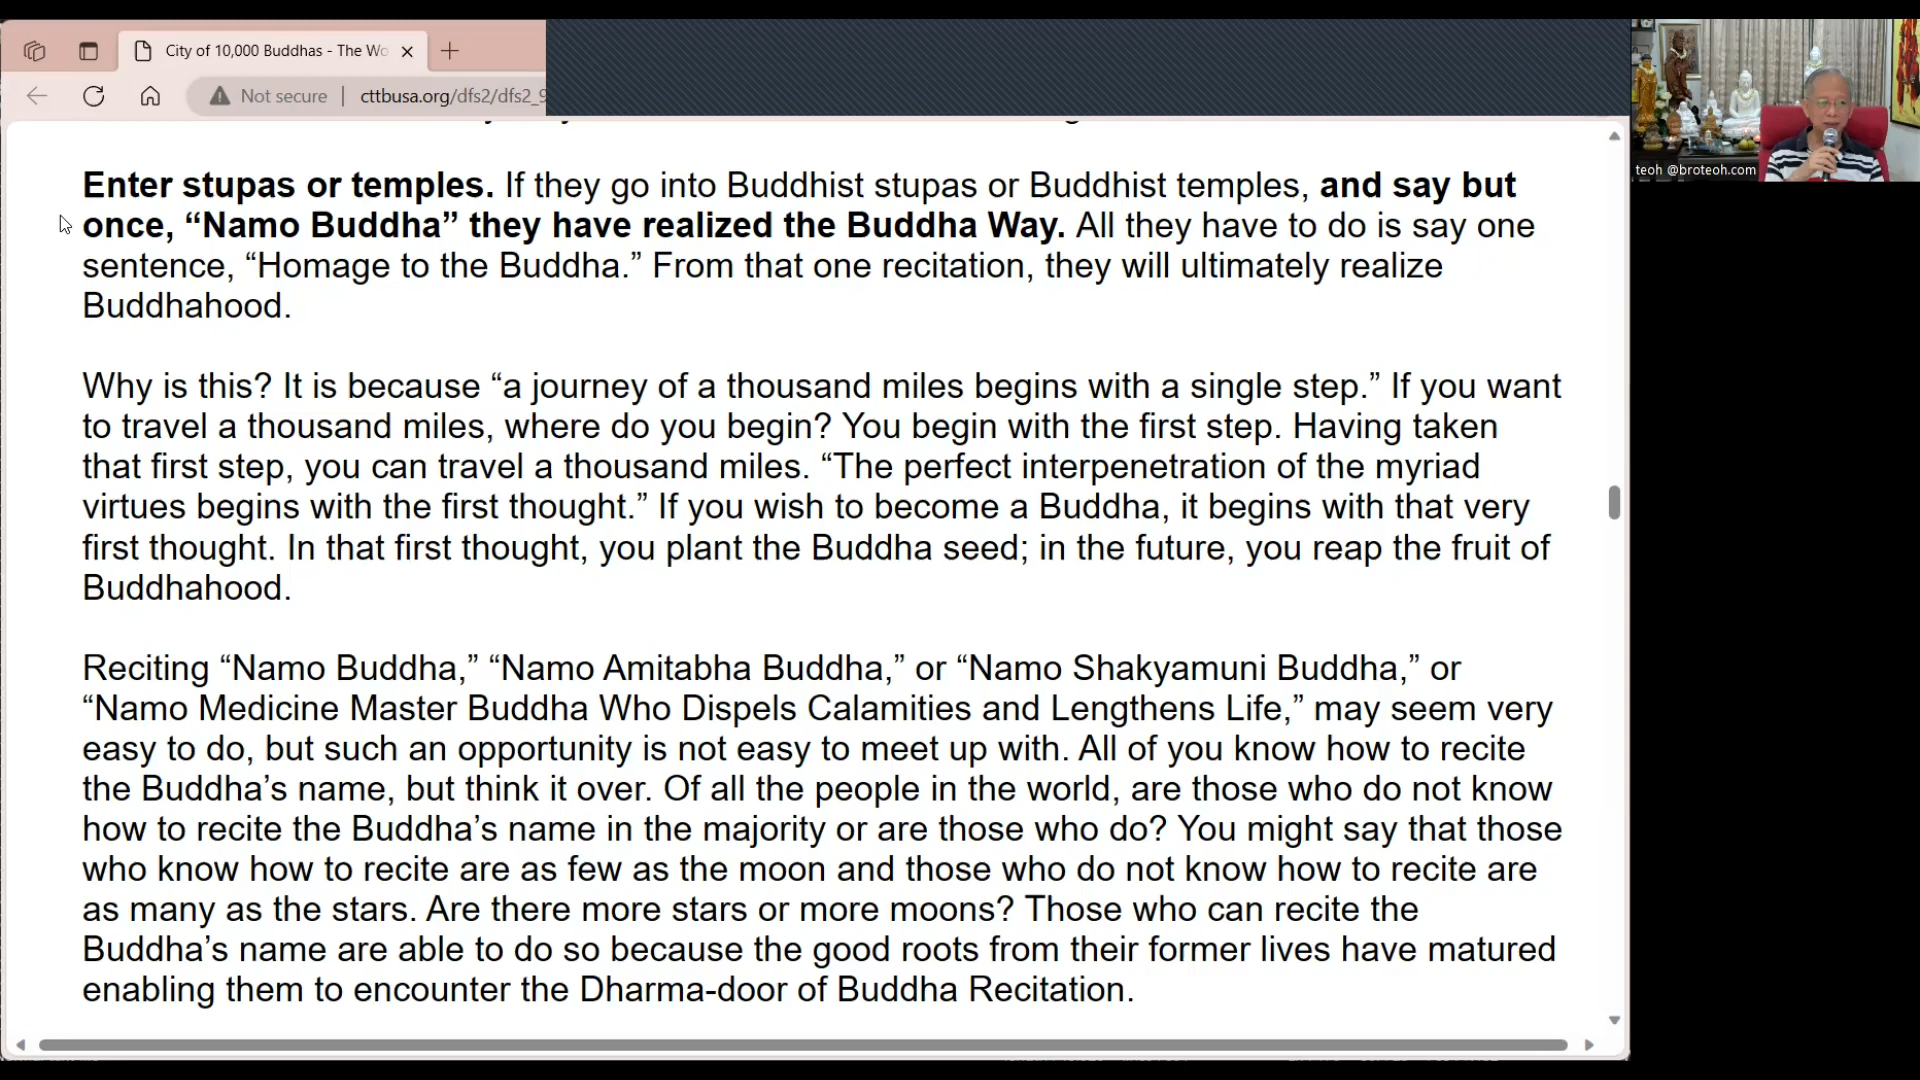 City of 10,000 Buddhas - The Wo
Not secure | cttbusa.org/dfs2/dfs2_9
teoh @broteoh.com
Enter stupas or temples. If they go into Buddhist stupas or Buddhist temples, and say but
once, “Namo Buddha” they have realized the Buddha Way. All they have to do is say one
sentence, “Homage to the Buddha.” From that one recitation, they will ultimately realize
Buddhahood.
Why is this? It is because “a journey of a thousand miles begins with a single step.” If you want
to travel a thousand miles, where do you begin? You begin with the first step. Having taken
that first step, you can travel a thousand miles. “The perfect interpenetration of the myriad
virtues begins with the first thought.” If you wish to become a Buddha, it begins with that very
first thought. In that first thought, you plant the Buddha seed; in the future, you reap the fruit of
Buddhahood.
Reciting “Namo Buddha,” “Namo Amitabha Buddha,” or “Namo Shakyamuni Buddha,” or
“Namo Medicine Master Buddha Who Dispels Calamities and Lengthens Life,” may seem very
easy to do, but such an opportunity is not easy to meet up with. All of you know how to recite
the Buddha’s name, but think it over. Of all the people in the world, are those who do not know
how to recite the Buddha’s name in the majority or are those who do? You might say that those
who know how to recite are as few as the moon and those who do not know how to recite are
as many as the stars. Are there more stars or more moons? Those who can recite the
Buddha’s name are able to do so because the good roots from their former lives have matured
enabling them to encounter the Dharma-door of Buddha Recitation.